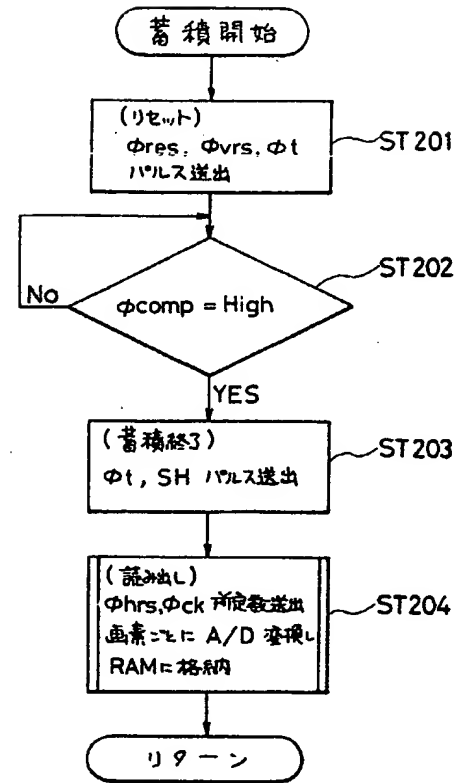 蓄積開始
(リセット)
φres, φvrs, φt
パルス送出
ST201
ST202
No
φcomp = High
YES
(蓄積終了)
φt, SH パルス送出
ST203
(読み出し)
φhrs,φck 所定数送出
画素ごとに A/D 変換し
RAMに格納
ST204
リターン